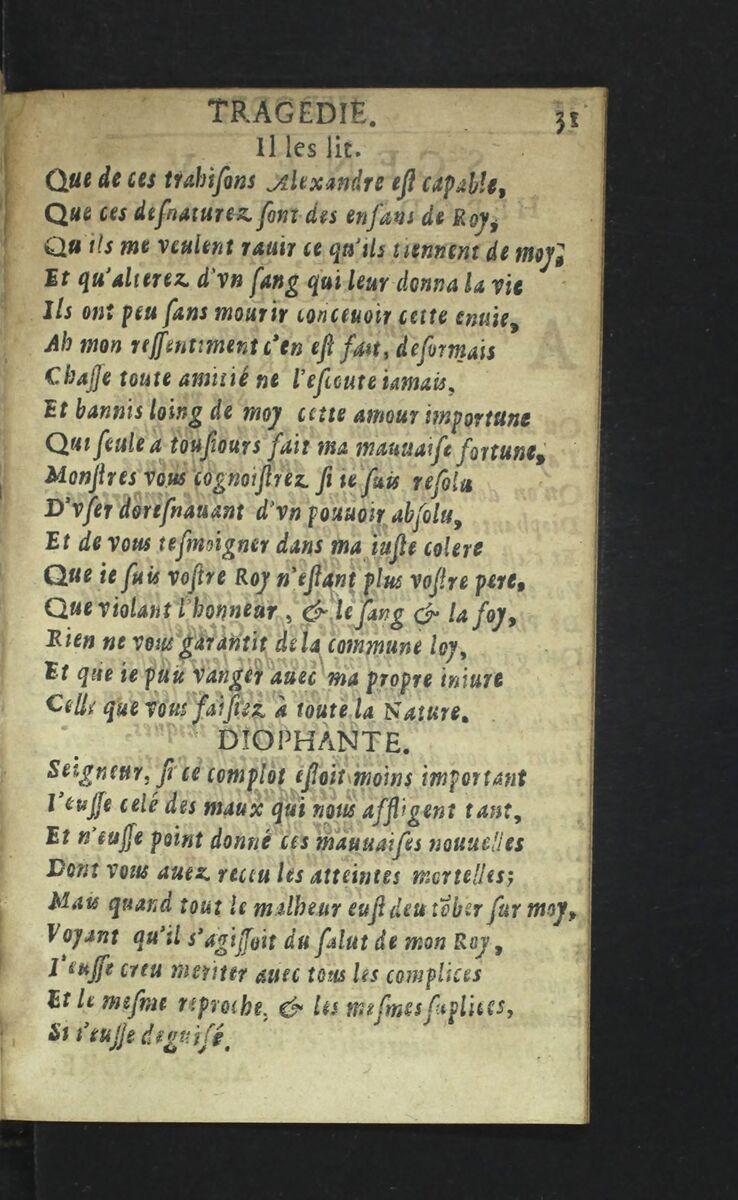 TRAGEDIE. 31
Il les lit.
Que de ces trahiſons Alexandre eſt capable,
Que ces deſnaturez ſont des enfans de Roy,
Qu'ils me veulent rauir ce qu'ils tiennent de moy;
Et qu'alterez d'vn ſang qui leur donna la vie
Ils ont peu ſans mourir conceuoir cette enuie,
Ah mon reſſentiment c'en eſt fait, deſormais
Chaſſe toute amitié ne l'eſcoute iamais,
Et bannis loing de moy cette amour importune
Qui ſeule a touſiours fait ma mauuaiſe fortune,
Monſtres vous cognoiſtrez ſi ie ſuis reſolu
D'vſer doreſnauant d'vn pouuoir abſolu,
Et de vous teſmoigner dans ma iuſte colere
Que ie ſuis voſtre Roy n'eſtant plus voſtre pere,
Que violant l'honneur, & le ſang & la foy,
Rien ne vous garantit de la commune loy,
Et que ie puis vanger auec ma propre iniure
Celle que vous faiſiez à toute la Nature.
DIOPHANTE.
Seigneur, ſi ce complot eſtoit moins important
I'euſſe celé des maux qui nous affligent tant,
Et n'euſſe point donné ces mauuaiſes nouuelles
Dont vous auez receu les atteintes mortelles;
Mais quand tout le malheur euſt deu tõber ſur moy,
Voyant qu'il s'agiſſoit du ſalut de mon Roy,
I'euſſe creu meriter auec tous les complices
Et le meſme reproche, & les meſmes ſuplices,
Si i'euſſe deguiſé.